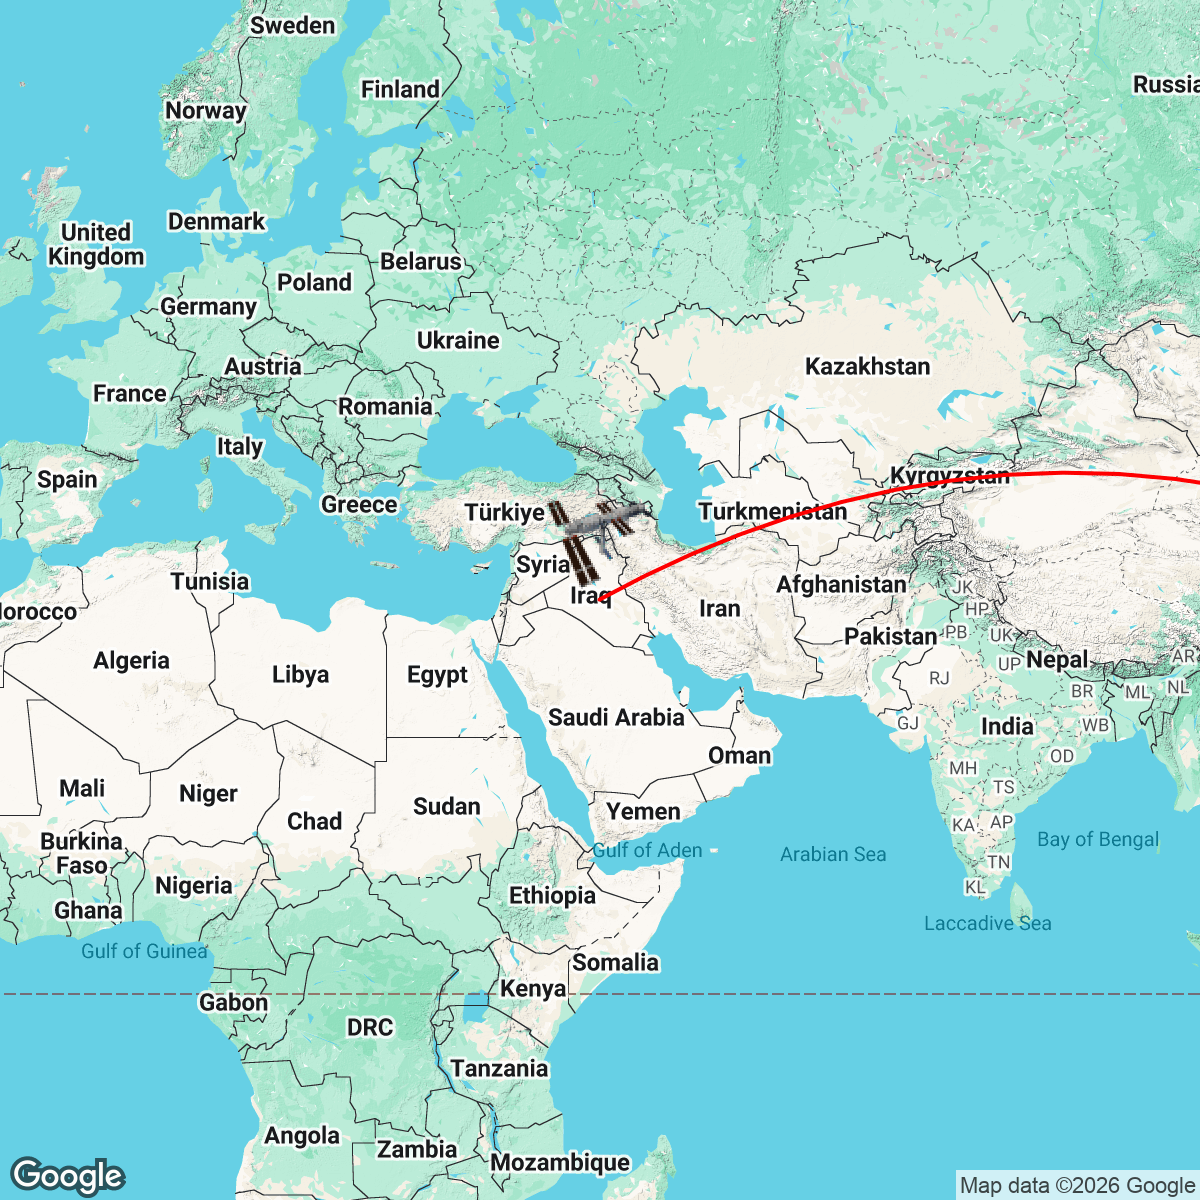 Sweden
Russia
Finland
Norway
Denmark
United
Kingdom
Belarus
Poland
Germany
Ukraine
Austria
Kazakhstan
France
Romania
Italy
Spain
Kyrgyzstan
Greece
Türkiye
Turkmenistan
Syria
Tunisia
Afghanistan
JK
Iraq
Iran
HP
Morocco
PB
UK
Pakistan
Nepal
AR
Algeria
UP
Libya
Egypt
RJ
BR
ML
NL
Saudi Arabia
GJ
India
WB
Oman
OD
MH
Mali
Niger
Sudan
TS
Chad
Yemen
KA
AP
Burkina
Faso
Gulf of Aden
Arabian Sea
Bay of Bengal
TN
Nigeria
Ethiopia
KL
Ghana
Laccadive Sea
Gulf of Guinea
Somalia
Kenya
Gabon
DRC
Tanzania
Angola
Zambia
Mozambique
Google
Map data ©2026 Google